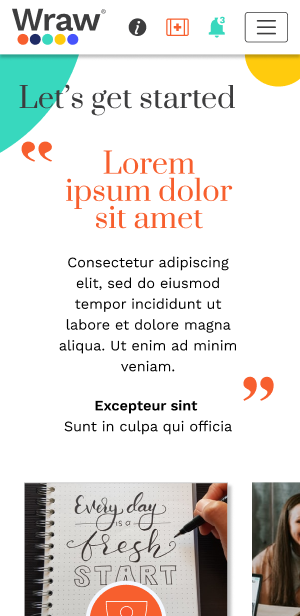 Wraw®
3
Let's get started
“
Lorem
ipsum dolor
sit amet
Consectetur adipiscing
elit, sed do eiusmod
tempor incididunt ut
labore et dolore magna
aliqua. Ut enim ad minim
veniam.
”
Excepteur sint
Sunt in culpa qui officia
Every day
is a
fresh
START